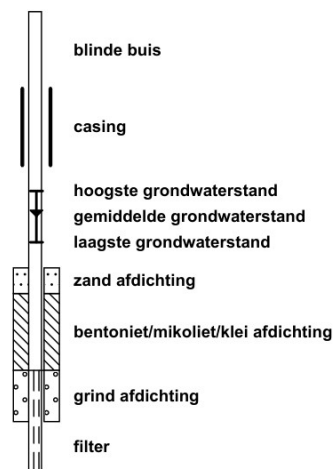 blinde buis
casing
hoogste grondwaterstand
gemiddelde grondwaterstand
laagste grondwaterstand
zand afdichting
bentoniet/mikoliet/klei afdichting
grind afdichting
filter